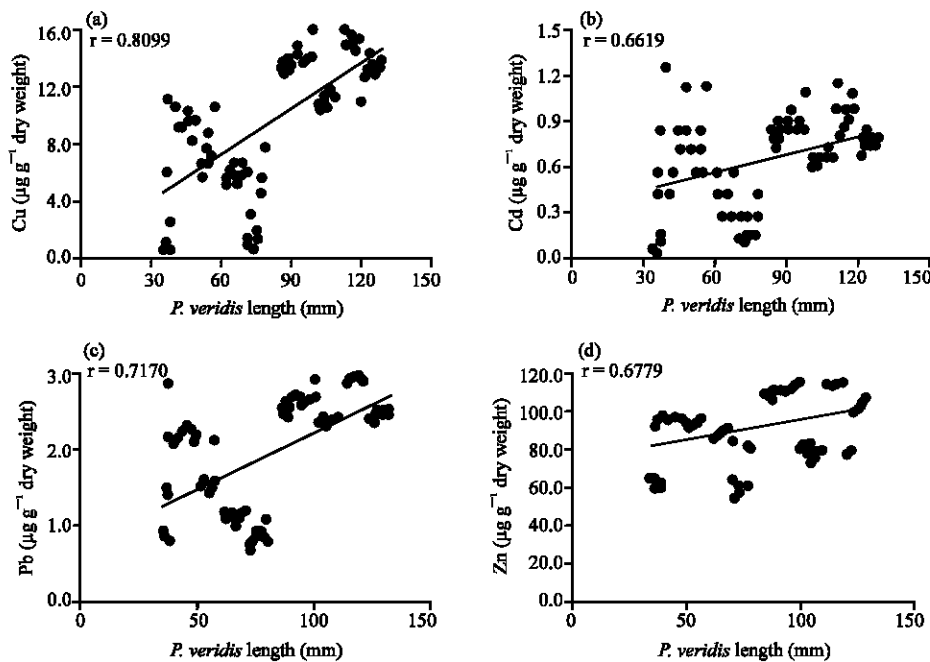 (a)
r = 0.8099
16.0
12.0
8.0
4.0
0.0
0
30
60
90
120
150
Cu (µg g⁻¹ dry weight)
P. veridis length (mm)
(b)
r = 0.6619
1.5
1.2
0.9
0.6
0.3
0.0
0
30
60
90
120
150
Cd (µg g⁻¹ dry weight)
P. veridis length (mm)
(c)
r = 0.7170
3.0
2.0
1.0
0.0
0
50
100
150
Pb (µg g⁻¹ dry weight)
P. veridis length (mm)
(d)
r = 0.6779
120.0
100.0
80.0
60.0
40.0
20.0
0.0
0
50
100
150
Zn (µg g⁻¹ dry weight)
P. veridis length (mm)